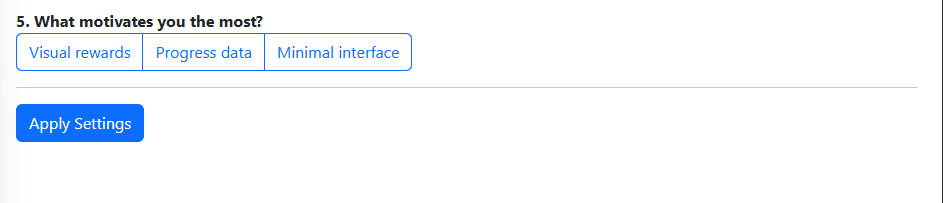 5. What motivates you the most?
Visual rewards Progress data Minimal interface
Apply Settings